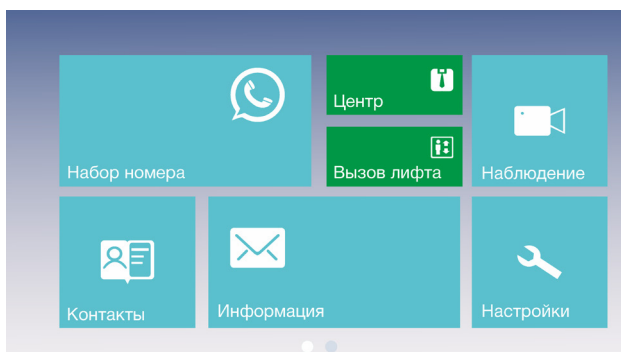 Набор номера
Центр
Вызов лифта
Наблюдение
Контакты
Информация
Настройки